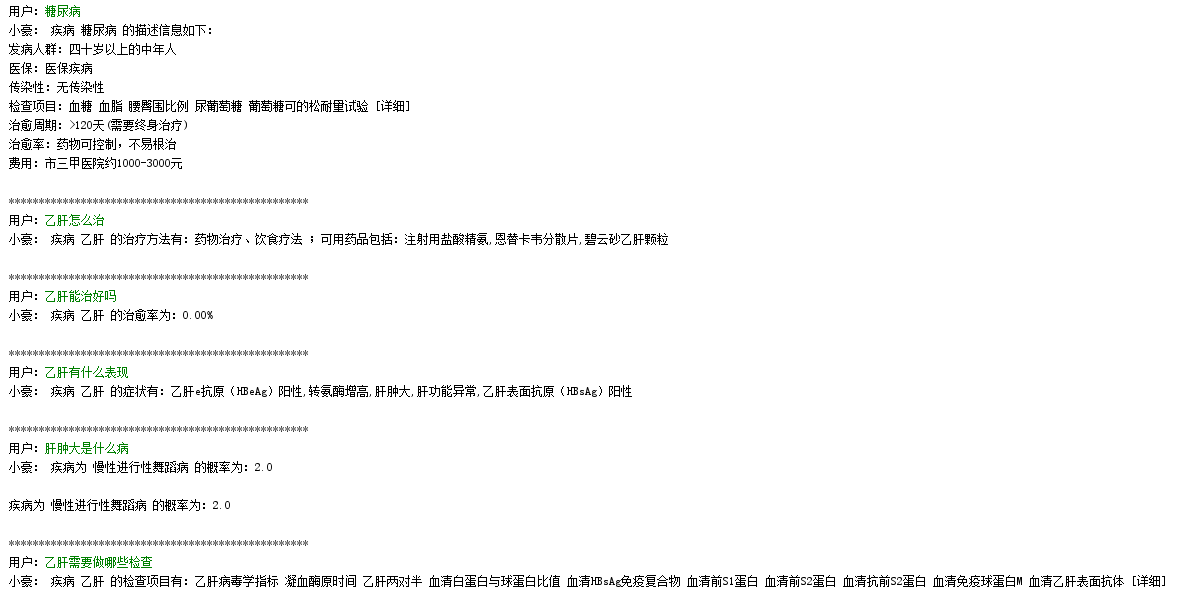 用户: 糖尿病
小豪: 疾病 糖尿病 的描述信息如下:
发病人群: 四十岁以上的中年人
医保: 医保疾病
传染性: 无传染性
检查项目: 血糖 血脂 腰臀围比例 尿葡萄糖 葡萄糖可的松耐量试验 [详细]
治愈周期: >120天(需要终身治疗)
治愈率: 药物可控制，不易根治
费用: 市三甲医院约1000-3000元
**************************************************
用户: 乙肝怎么治
小豪: 疾病 乙肝 的治疗方法有: 药物治疗、饮食疗法 ；可用药品包括: 注射用盐酸精氨,恩替卡韦分散片,碧云砂乙肝颗粒
**************************************************
用户: 乙肝能治好吗
小豪: 疾病 乙肝 的治愈率为: 0.00%
**************************************************
用户: 乙肝有什么表现
小豪: 疾病 乙肝 的症状有: 乙肝e抗原（HBeAg）阳性,转氨酶增高,肝肿大,肝功能异常,乙肝表面抗原（HBsAg）阳性
**************************************************
用户: 肝肿大是什么病
小豪: 疾病为 慢性进行性舞蹈病 的概率为: 2.0
疾病为 慢性进行性舞蹈病 的概率为: 2.0
**************************************************
用户: 乙肝需要做哪些检查
小豪: 疾病 乙肝 的检查项目有: 乙肝病毒学指标 凝血酶原时间 乙肝两对半 血清白蛋白与球蛋白比值 血清HBsAg免疫复合物 血清前S1蛋白 血清前S2蛋白 血清抗前S2蛋白 血清免疫球蛋白M 血清乙肝表面抗体 [详细]